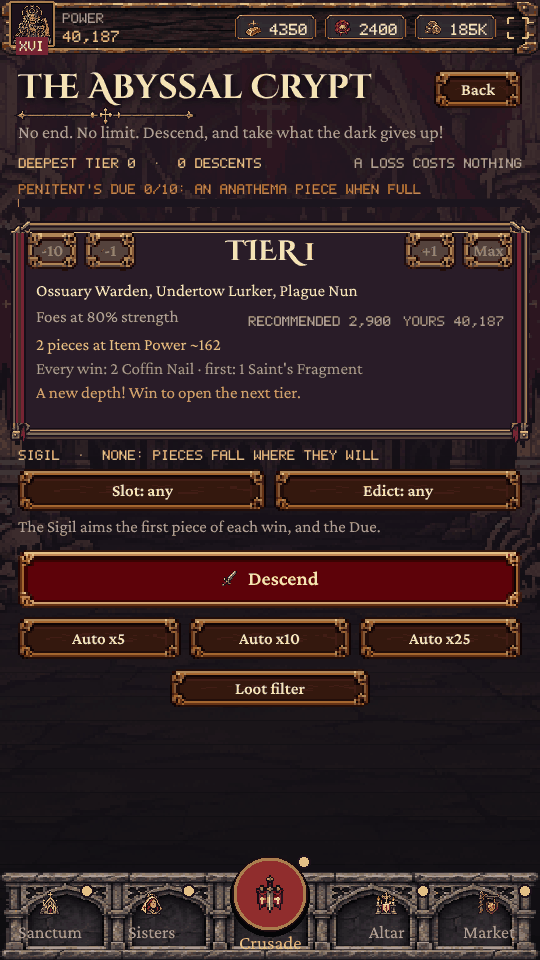 POWER
40,187
4350
2400
185K
XVI
THE ABYSSAL CRYPT
Back
No end. No limit. Descend, and take what the dark gives up!
DEEPEST TIER 0 · 0 DESCENTS
A LOSS COSTS NOTHING
PENITENT'S DUE 0/10: AN ANATHEMA PIECE WHEN FULL
-10
-1
TIER 1
+1
Max
Ossuary Warden, Undertow Lurker, Plague Nun
Foes at 80% strength
RECOMMENDED 2,900 YOURS 40,187
2 pieces at Item Power ~162
Every win: 2 Coffin Nail · first: 1 Saint's Fragment
A new depth! Win to open the next tier.
SIGIL · NONE: PIECES FALL WHERE THEY WILL
Slot: any
Edict: any
The Sigil aims the first piece of each win, and the Due.
Descend
Auto x5
Auto x10
Auto x25
Loot filter
Sanctum
Sisters
Crusade
Altar
Market